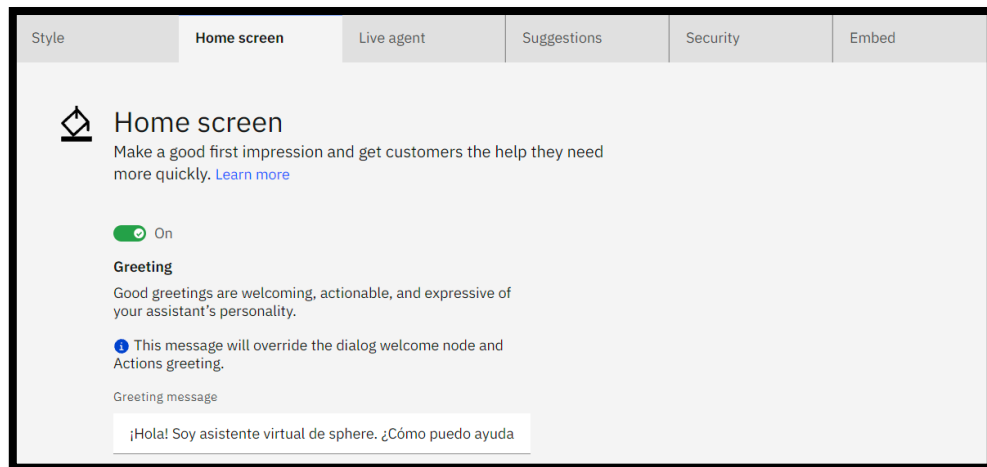 Style Home screen Live agent Suggestions Security Embed
Home screen
Make a good first impression and get customers the help they need
more quickly. Learn more
On
Greeting
Good greetings are welcoming, actionable, and expressive of
your assistant's personality.
This message will override the dialog welcome node and
Actions greeting.
Greeting message
¡Hola! Soy asistente virtual de sphere. ¿Cómo puedo ayuda